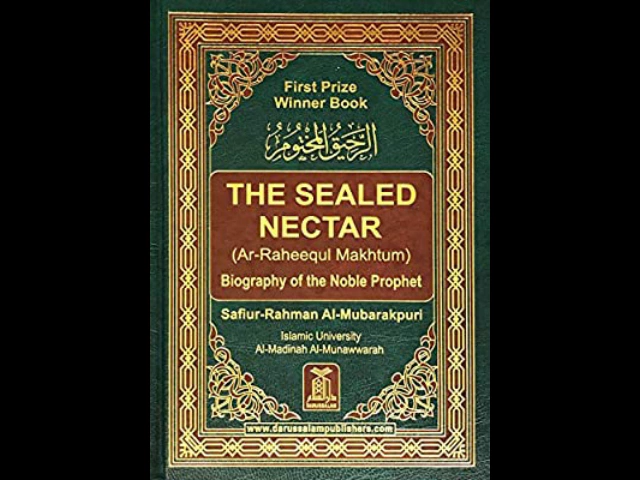 First Prize
Winner Book
الرحيق المختوم
THE SEALED
NECTAR
(Ar-Raheequl Makhtum)
Biography of the Noble Prophet
Safiur-Rahman Al-Mubarakpuri
Islamic University
Al-Madinah Al-Munawwarah
DARUSSALAM
www.darussalampublishers.com